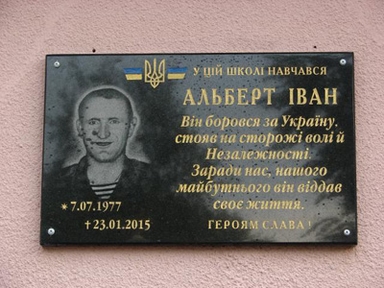 У ЦІЙ ШКОЛІ НАВЧАВСЯ
АЛЬБЕРТ ІВАН
Він боровся за Україну,
стояв на сторожі волі й
Незалежності.
Заради нас, нашого
майбутнього він віддав
своє життя.
ГЕРОЯМ СЛАВА!
* 7.07.1977
† 23.01.2015